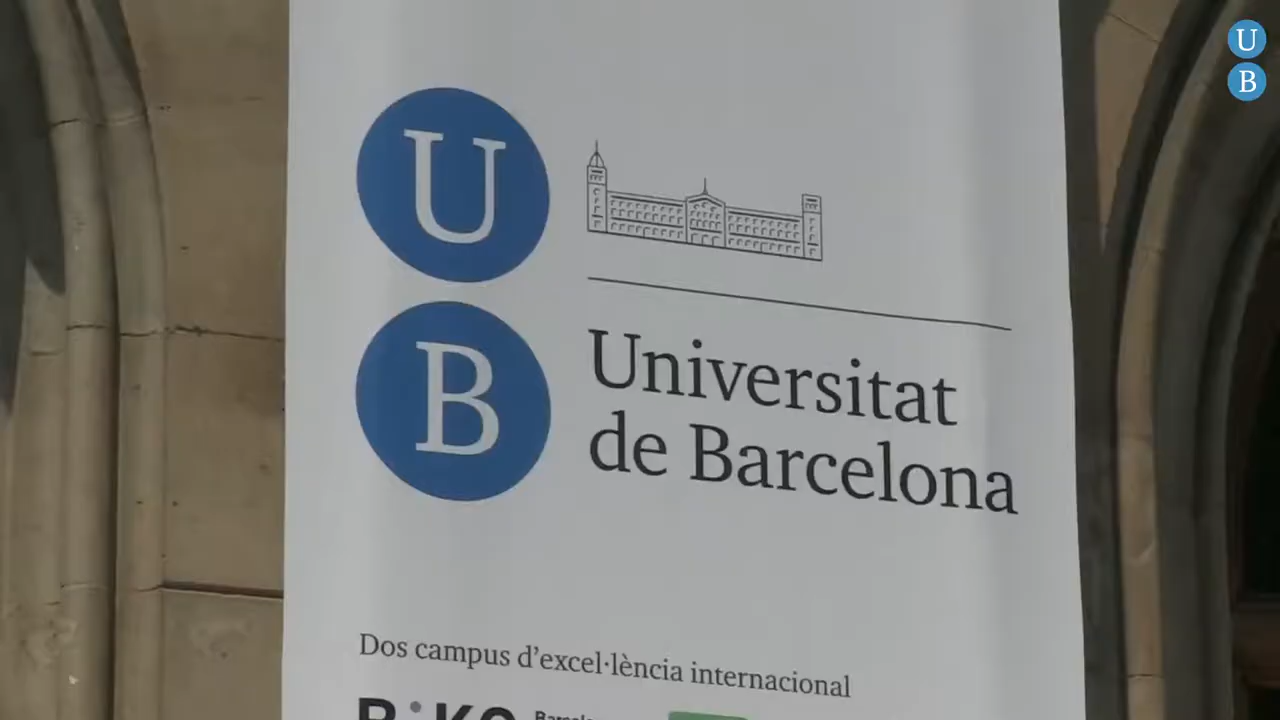 U
B
Universitat
de Barcelona
Dos campus d'excel·lència internacional
U
B